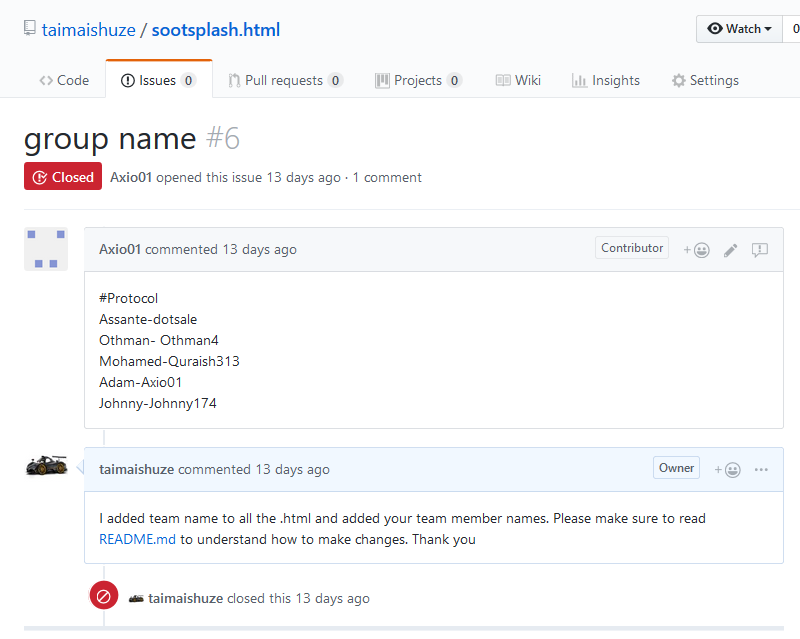 taimaishuze / sootsplash.html
Watch
0
Code
Issues 0
Pull requests 0
Projects 0
Wiki
Insights
Settings
group name #6
Closed
Axio01 opened this issue 13 days ago · 1 comment
Axio01 commented 13 days ago
Contributor
#Protocol
Assante-dotsale
Othman- Othman4
Mohamed-Quraish313
Adam-Axio01
Johnny-Johnny174
taimaishuze commented 13 days ago
Owner
I added team name to all the .html and added your team member names. Please make sure to read
README.md to understand how to make changes. Thank you
taimaishuze closed this 13 days ago